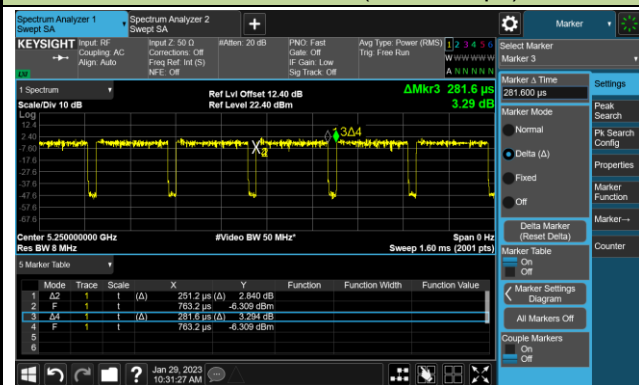 Spectrum Analyzer 1
Swept SA
Spectrum Analyzer 2
Swept SA
+
Marker
KEYSIGHT
Input: RF
Coupling: AC
Align: Auto
Input Z: 50 Ω
Corrections: Off
Freq Ref: Int (S)
NFE: Off
#Atten: 20 dB
PNO: Fast
Gate: Off
IF Gain: Low
Sig Track: Off
Avg Type: Power (RMS)
Trig: Free Run
1 2 3 4 5 6
W W W W W W
A N N N N N
Select Marker
Marker 3
1 Spectrum
Scale/Div 10 dB
Ref Lvl Offset 12.40 dB
Ref Level 22.40 dBm
ΔMkr3 281.6 µs
3.29 dB
Log
12.4
2.40
-7.60
-17.6
-27.6
-37.6
-47.6
-57.6
-67.6
3Δ4
Center 5.250000000 GHz
Res BW 8 MHz
#Video BW 50 MHz*
Span 0 Hz
Sweep 1.60 ms (2001 pts)
5 Marker Table
Mode Trace Scale X Y Function Function Width Function Value
1 Δ2 1 t (Δ) 251.2 µs (Δ) 2.840 dB
2 F 1 t 763.2 µs -6.309 dBm
3 Δ4 1 t (Δ) 281.6 µs (Δ) 3.294 dB
4 F 1 t 763.2 µs -6.309 dBm
5
6
Marker Δ Time
281.600 µs
Marker Mode
Normal
Delta (Δ)
Fixed
Off
Delta Marker
(Reset Delta)
Marker Table
On
Off
Marker Settings
Diagram
All Markers Off
Couple Markers
On
Off
Settings
Peak
Search
Pk Search
Config
Properties
Marker
Function
Marker→
Counter
?
Jan 29, 2023
10:31:27 AM